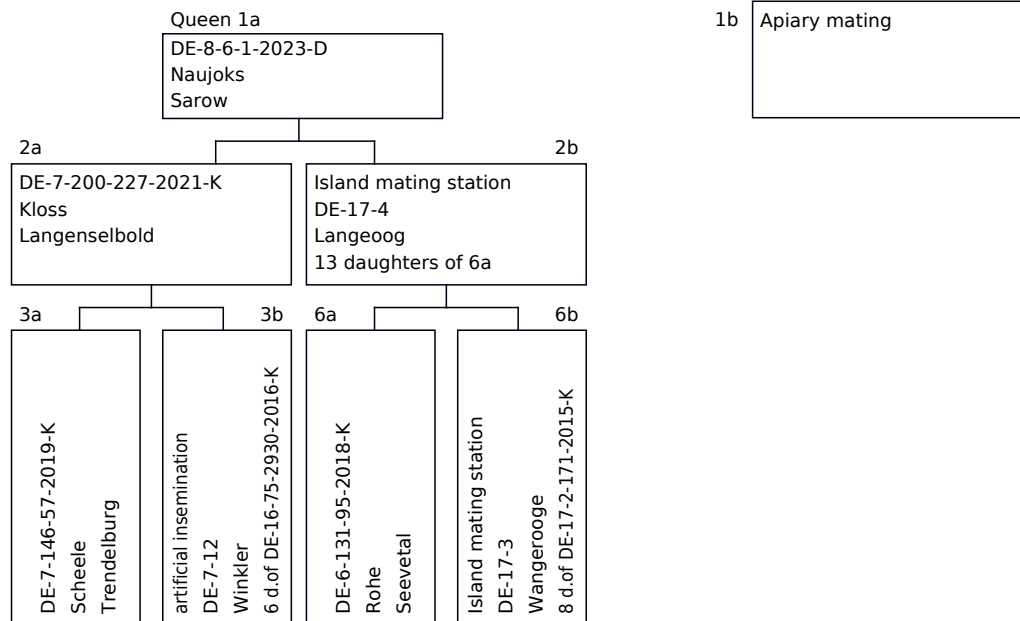 Queen 1a
DE-8-6-1-2023-D
Naujoks
Sarow
1b
Apiary mating
2a
DE-7-200-227-2021-K
Kloss
Langenselbold
2b
Island mating station
DE-17-4
Langeoog
13 daughters of 6a
3a
DE-7-146-57-2019-K
Scheele
Trendelburg
3b
artificial insemination
DE-7-12
Winkler
6 d.of DE-16-75-2930-2016-K
6a
DE-6-131-95-2018-K
Rohe
Seevetal
6b
Island mating station
DE-17-3
Wangerooge
8 d.of DE-17-2-171-2015-K